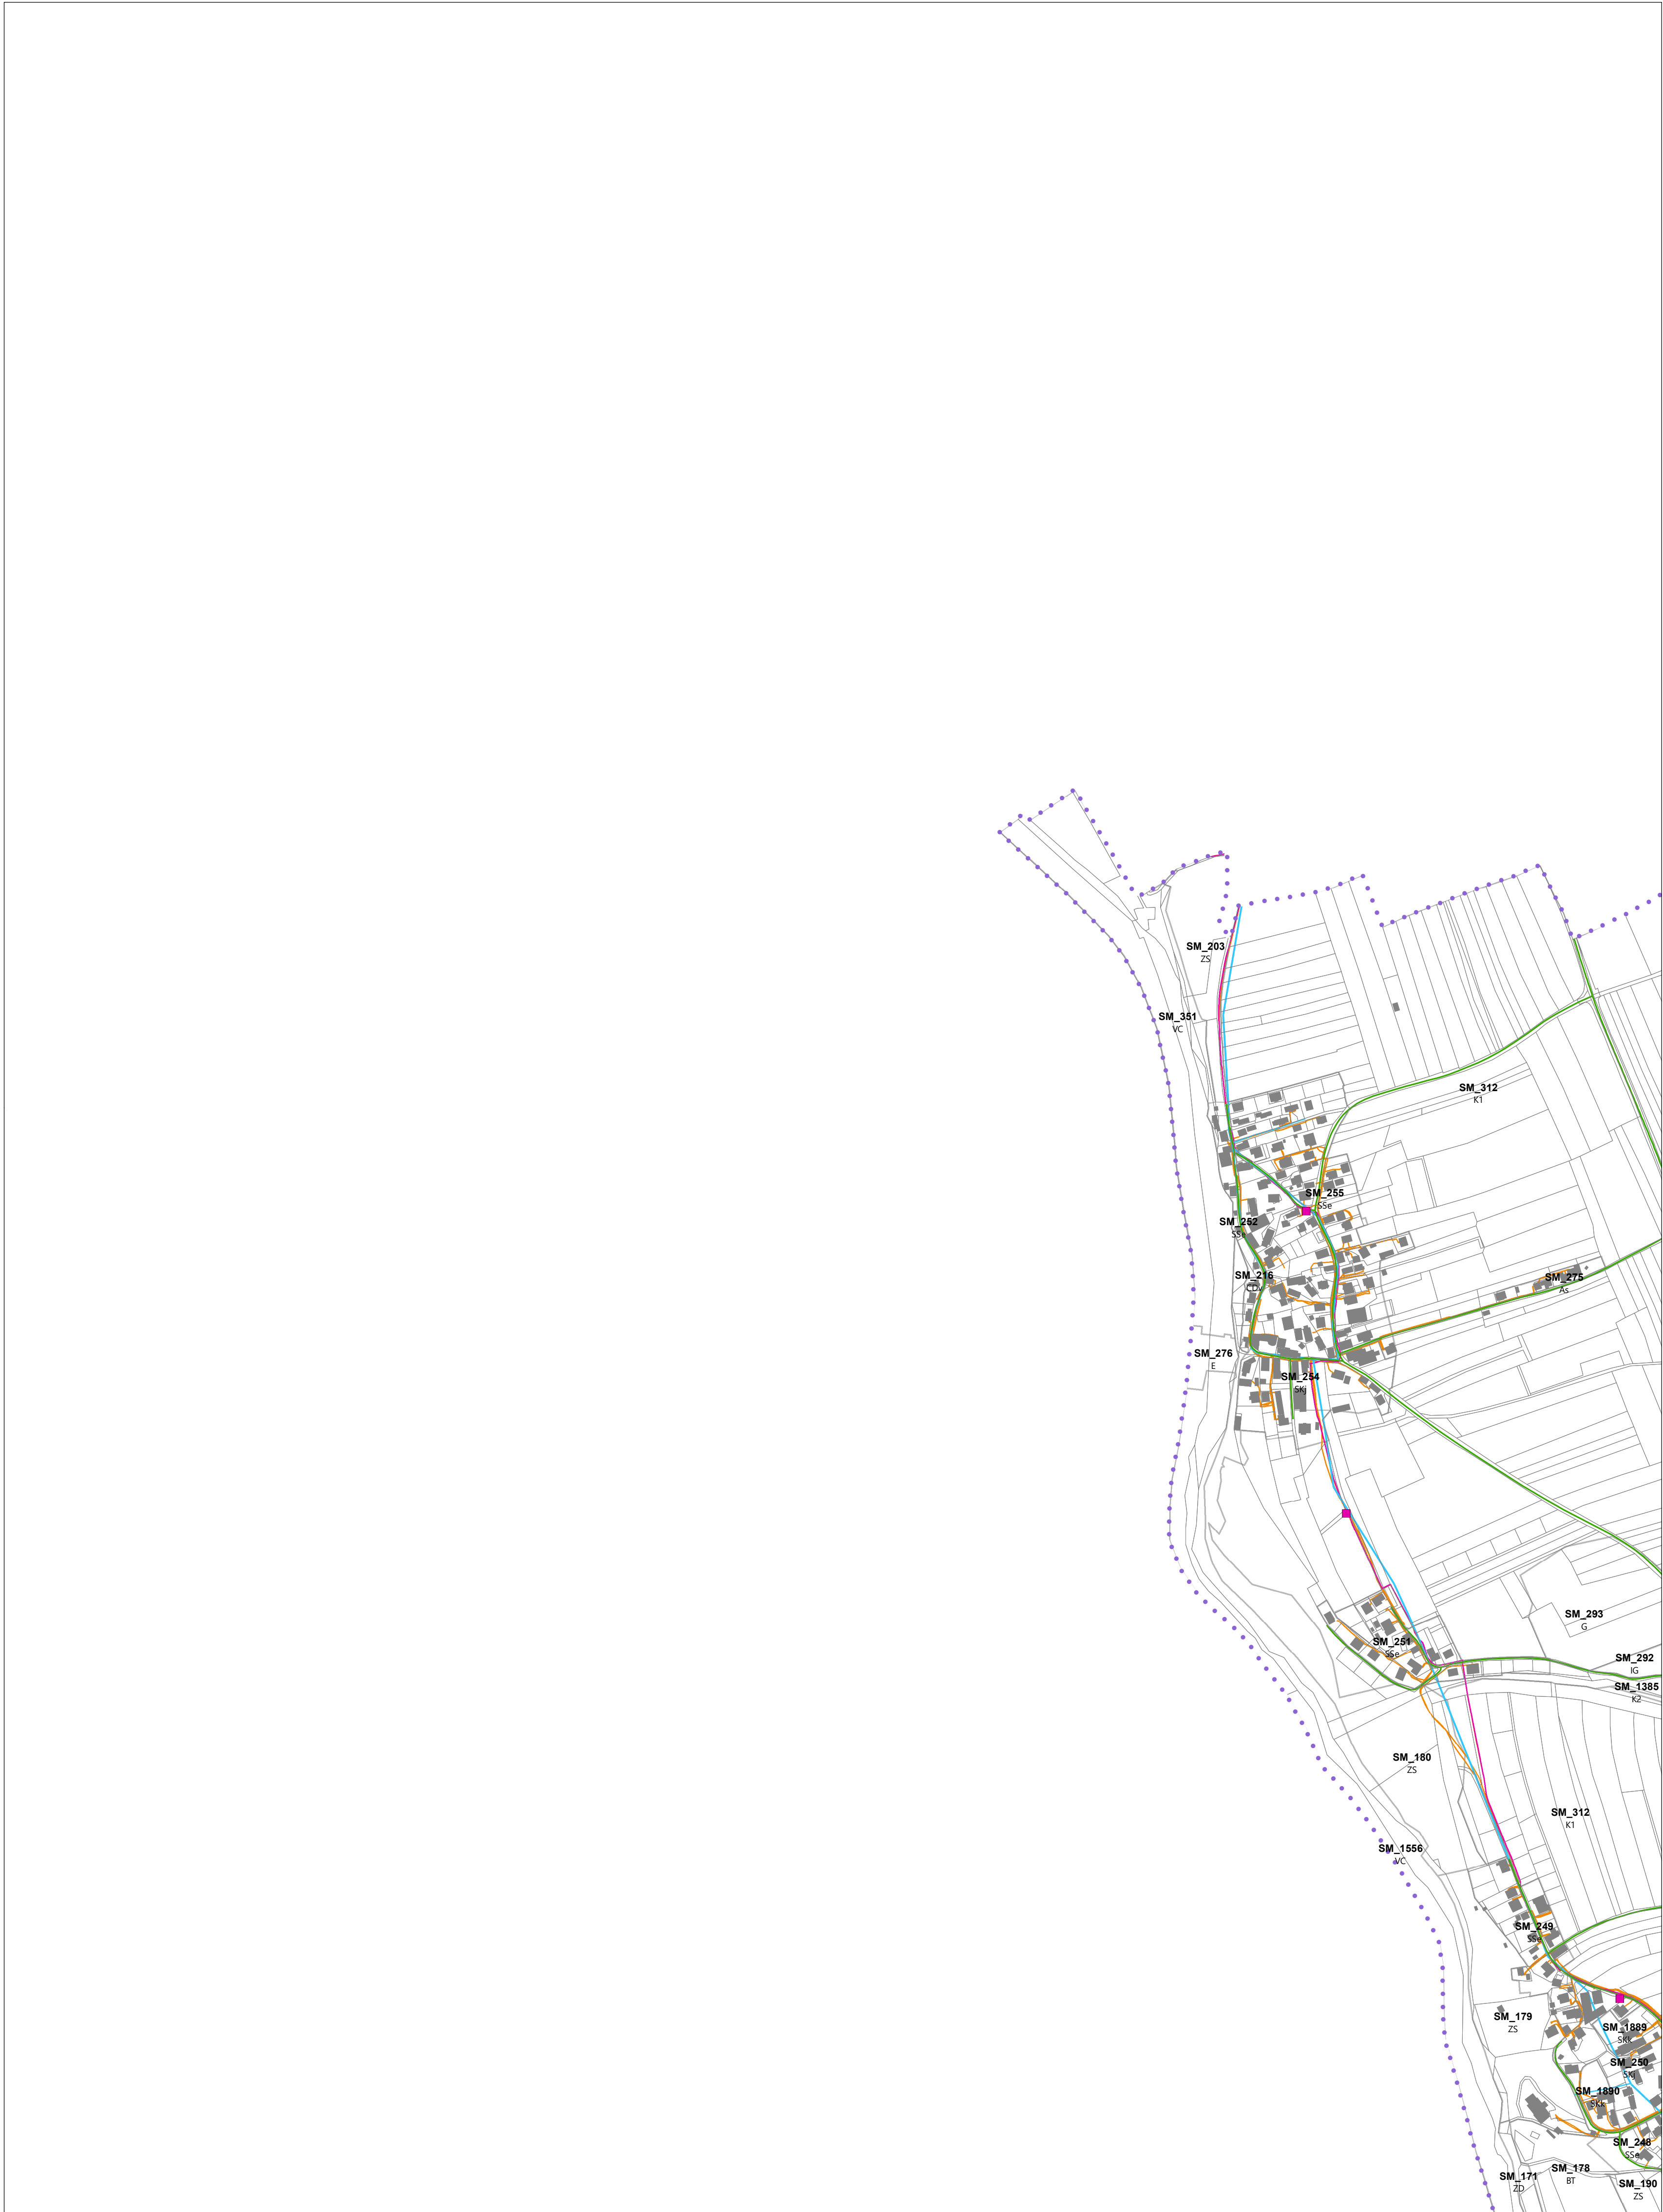 SM_203
ZS
SM_351
VC
SM_312
K1
SM_255
SSe
SM_252
SSe
SM_216
CDv
SM_275
As
SM_276
E
SM_254
SKj
SM_293
G
SM_251
SSe
SM_292
IG
SM_1385
K2
SM_180
ZS
SM_312
K1
SM_1556
VC
SM_249
SSe
SM_179
ZS
SM_1889
SKk
SM_250
SKj
SM_1890
SKk
SM_248
SSe
SM_178
BT
SM_171
ZD
SM_190
ZS